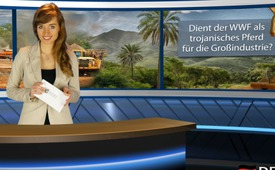 Dient der WWF als
trojanisches Pferd
für die Großindustrie?